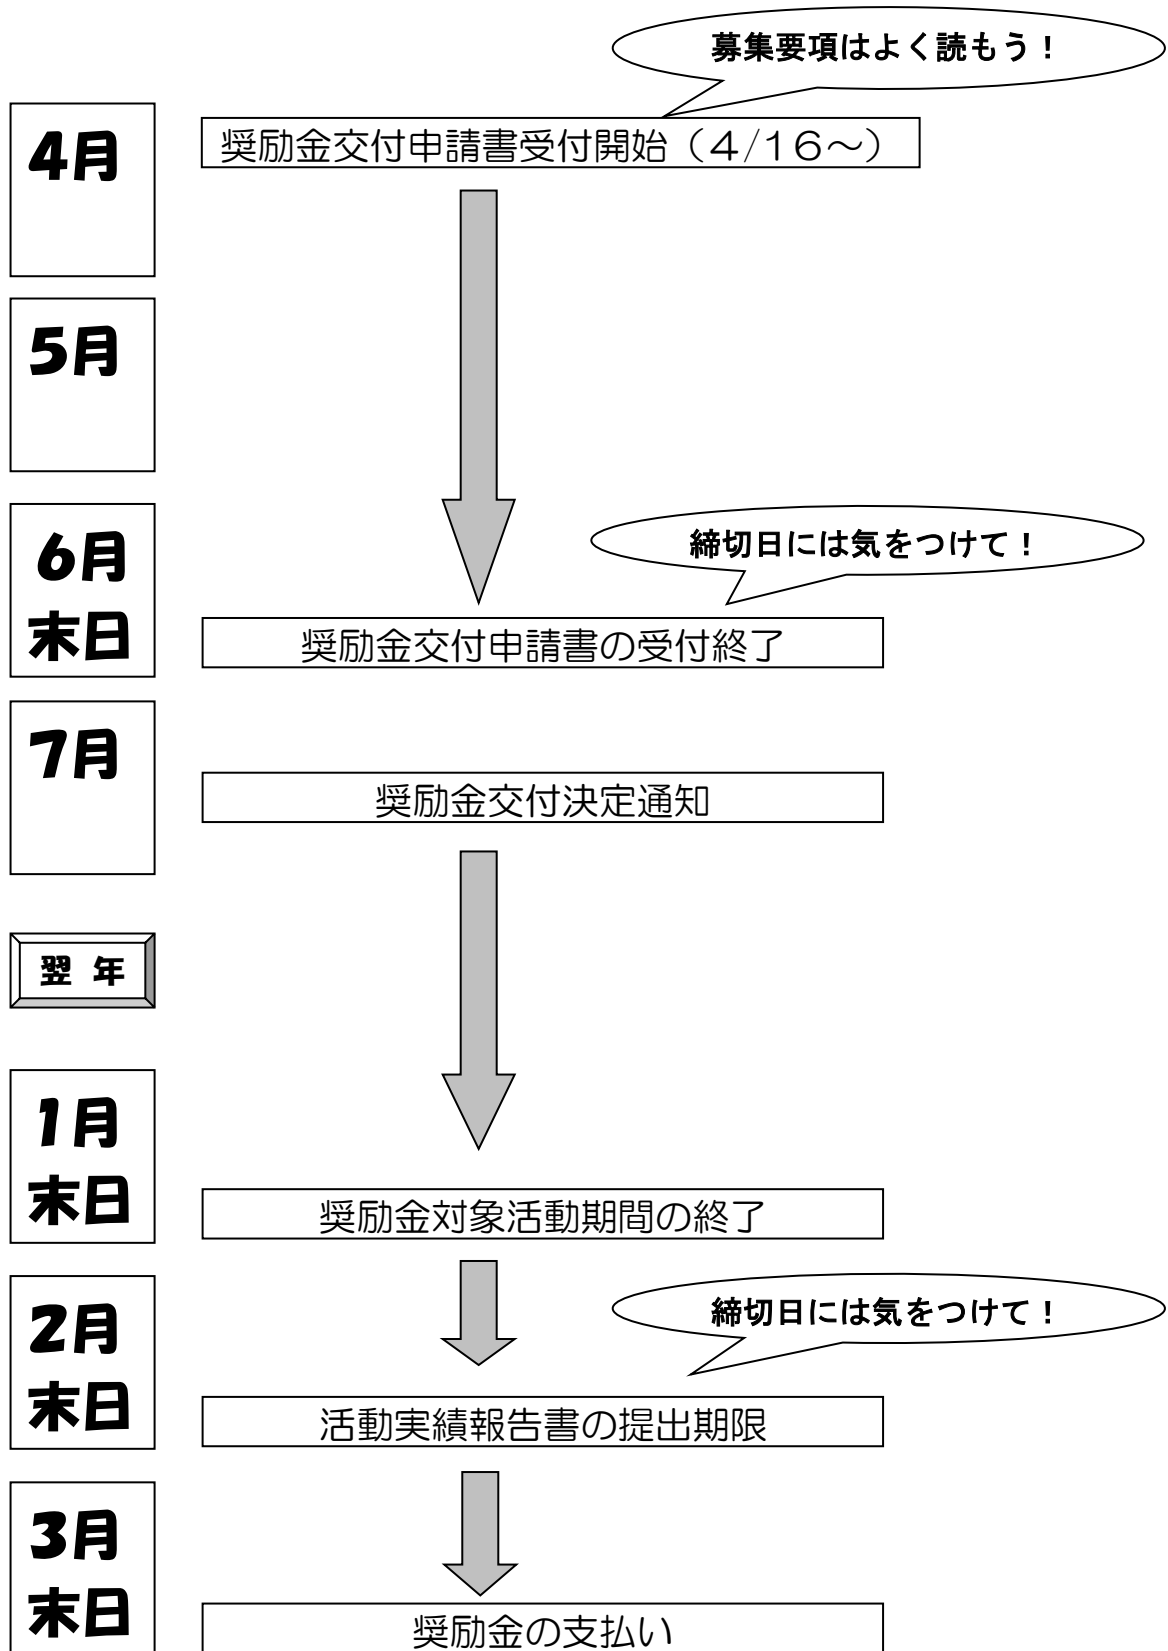 募集要項はよく読もう！
4月
奨励金交付申請書受付開始（4/16～）
5月
6月
末日
締切日には気をつけて！
奨励金交付申請書の受付終了
7月
奨励金交付決定通知
翌 年
1月
末日
奨励金対象活動期間の終了
2月
末日
締切日には気をつけて！
活動実績報告書の提出期限
3月
末日
奨励金の支払い